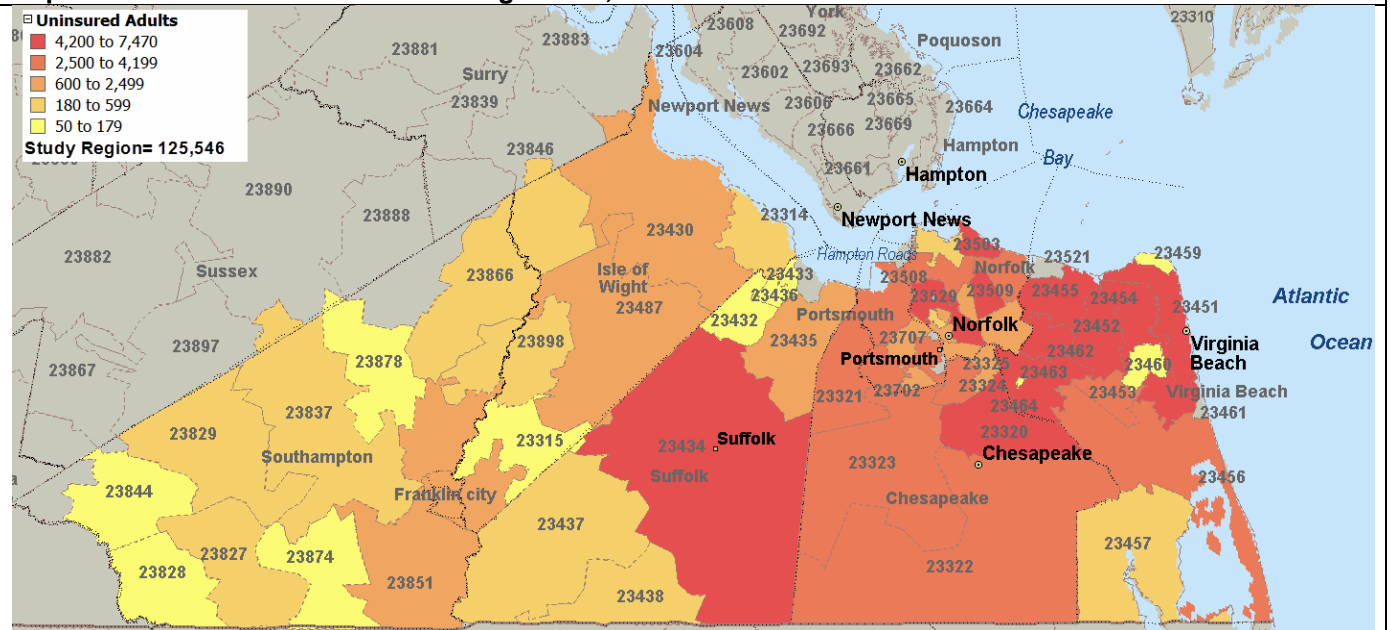 Uninsured Adults
4,200 to 7,470
2,500 to 4,199
600 to 2,499
180 to 599
50 to 179
Study Region= 125,546
York
23310
23608
23692
23883
23881
23604
Poquoson
Surry
23602
23693
23662
23839
Newport News
23606
23665
23664
Chesapeake
23666
23669
Hampton
23846
Bay
23661
Hampton
23890
23888
23314
Newport News
23430
23503
Hampton Roads
23459
23882
Sussex
23866
Isle of
Wight
23433
23508
Norfolk
23521
23436
23529
23509
23455
23454
Atlantic
23487
23432
Portsmouth
23451
Norfolk
23452
23897
23898
23435
23707
Ocean
Virginia
Beach
23867
23878
Portsmouth
23462
23325
23463
23460
23321
23702
23324
23453
Virginia Beach
23837
23464
23461
23829
23315
23434
Suffolk
23320
Southampton
Chesapeake
23323
Suffolk
23456
23844
Franklin city
Chesapeake
23437
23457
23827
23874
23828
23851
23322
23438